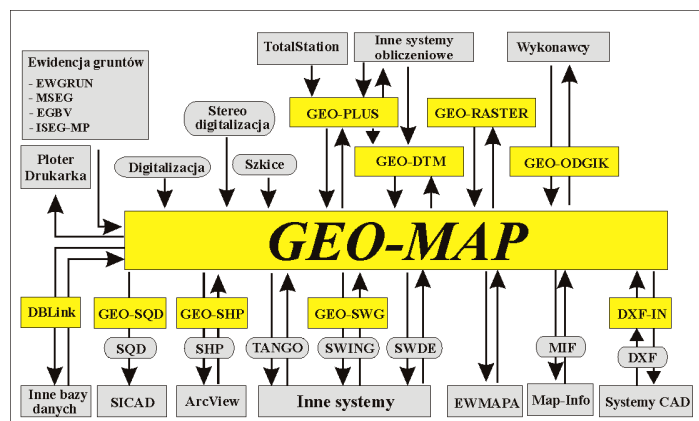 TotalStation
Inne systemy
obliczeniowe
Wykonawcy
Ewidencja gruntów
- EWGRUN
- MSEG
- EGBV
- ISEG-MP
Stereo
digitalizacja
GEO-PLUS
GEO-RASTER
Ploter
Drukarka
Digitalizacja
Szkice
GEO-DTM
GEO-ODGIK
GEO-MAP
DBLink
GEO-SQD
GEO-SHP
GEO-SWG
DXF-IN
SQD
SHP
TANGO
SWING
SWDE
MIF
DXF
Inne bazy
danych
SICAD
ArcView
Inne systemy
EWMAPA
Map-Info
Systemy CAD